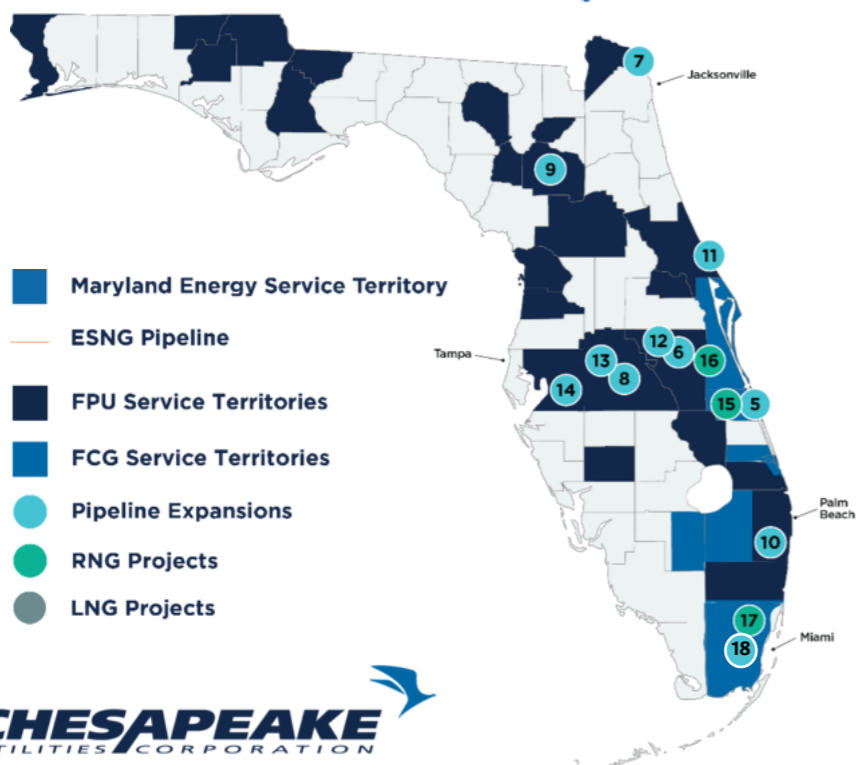 7
Jacksonville
9
11
Maryland Energy Service Territory
ESNG Pipeline
Tampa
12
6
16
13
8
14
15
5
FPU Service Territories
FCG Service Territories
Pipeline Expansions
Palm
Beach
10
RNG Projects
LNG Projects
17
18
Miami
CHESAPEAKE
UTILITIES CORPORATION